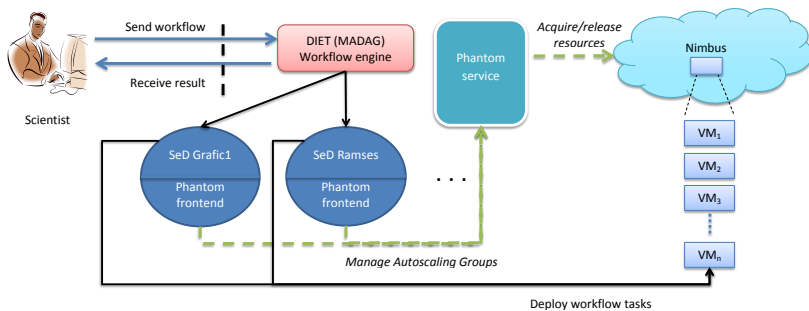 Send workflow
Receive result
Scientist
DIET (MADAG)
Workflow engine
Phantom
service
Acquire/release
resources
Nimbus
SeD Grafic1
Phantom
frontend
SeD Ramses
Phantom
frontend
. . .
VM1
VM2
VM3
VMn
Manage Autoscaling Groups
Deploy workflow tasks